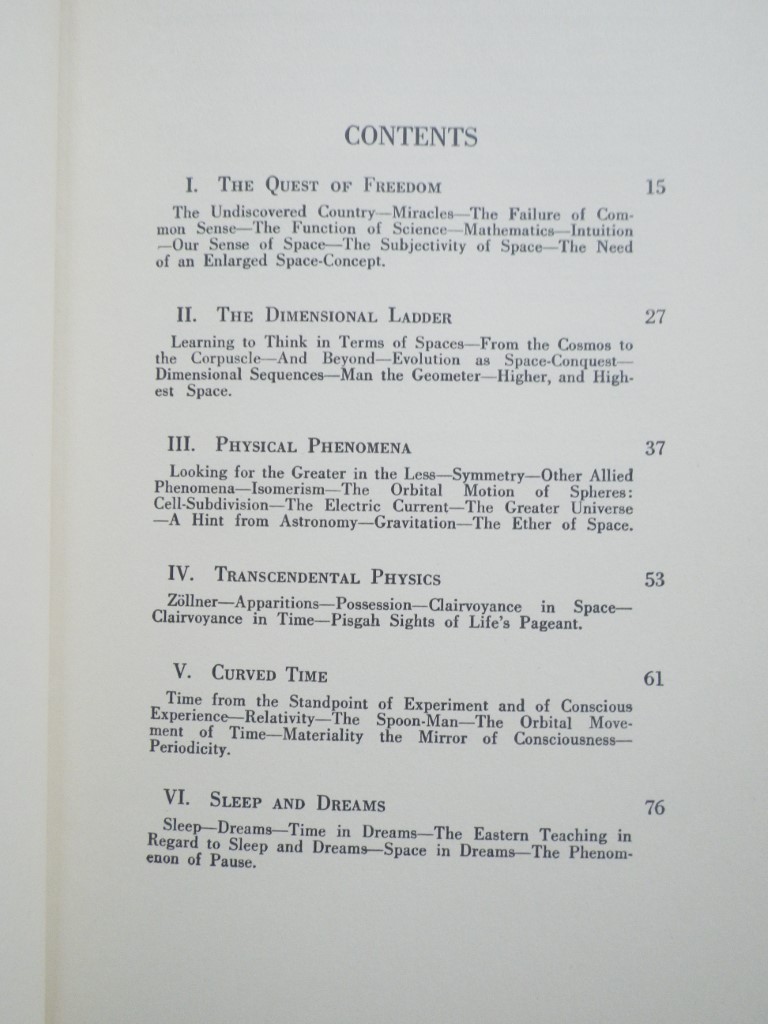 CONTENTS
I. The Quest of Freedom 15
The Undiscovered Country—Miracles—The Failure of Com-
mon Sense—The Function of Science—Mathematics—Intuition
—Our Sense of Space—The Subjectivity of Space—The Need
of an Enlarged Space-Concept.
II. The Dimensional Ladder 27
Learning to Think in Terms of Spaces—From the Cosmos to
the Corpuscle—And Beyond—Evolution as Space-Conquest—
Dimensional Sequences—Man the Geometer—Higher, and High-
est Space.
III. Physical Phenomena 37
Looking for the Greater in the Less—Symmetry—Other Allied
Phenomena—Isomerism—The Orbital Motion of Spheres:
Cell-Subdivision—The Electric Current—The Greater Universe
—A Hint from Astronomy—Gravitation—The Ether of Space.
IV. Transcendental Physics 53
Zöllner—Apparitions—Possession—Clairvoyance in Space—
Clairvoyance in Time—Pisgah Sights of Life's Pageant.
V. Curved Time 61
Time from the Standpoint of Experiment and of Conscious
Experience—Relativity—The Spoon-Man—The Orbital Move-
ment of Time—Materiality the Mirror of Consciousness—
Periodicity.
VI. Sleep and Dreams 76
Sleep—Dreams—Time in Dreams—The Eastern Teaching in
Regard to Sleep and Dreams—Space in Dreams—The Phenom-
enon of Pause.